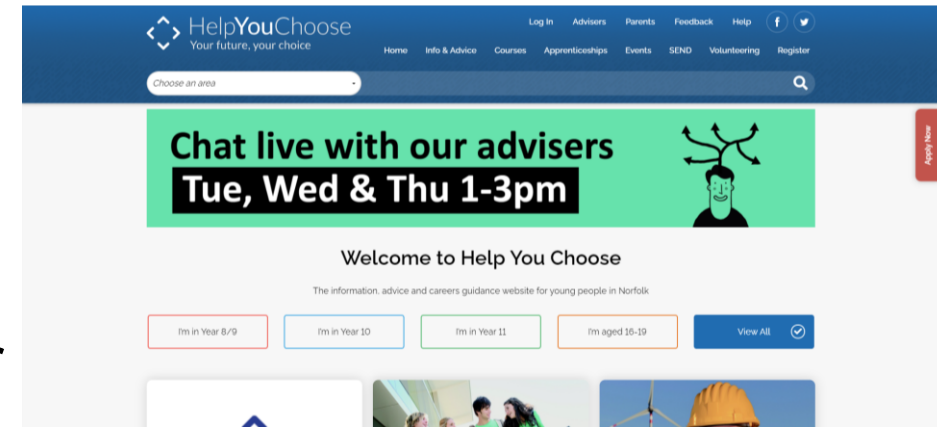 HelpYouChoose
Your future, your choice
Log In Advisers Parents Feedback Help
Home Info & Advice Courses Apprenticeships Events SEND Volunteering Register
Choose an area
Apply Now
Chat live with our advisers
Tue, Wed & Thu 1-3pm
Welcome to Help You Choose
The information, advice and careers guidance website for young people in Norfolk
I'm in Year 8/9
I'm in Year 10
I'm in Year 11
I'm aged 16-19
View All